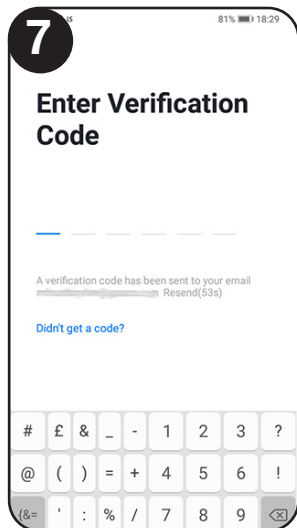 7
81% 18:29
Enter Verification
Code
A verification code has been sent to your email
Resend(53s)
Didn't get a code?
# £ & _ - 1 2 3 ?
@ ( ) = + 4 5 6 !
{&= ' : % / 7 8 9